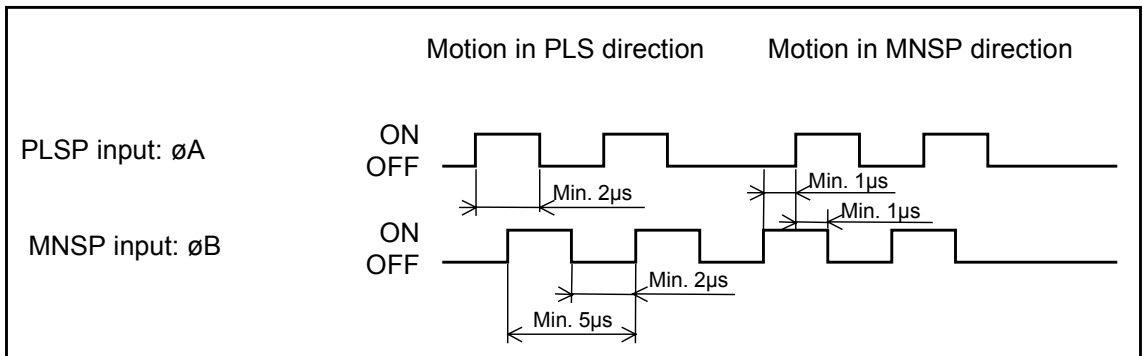 Motion in PLS direction Motion in MNSP direction
PLSP input: øA
ON
OFF
Min. 2µs
Min. 1µs
Min. 1µs
MNSP input: øB
ON
OFF
Min. 2µs
Min. 5µs